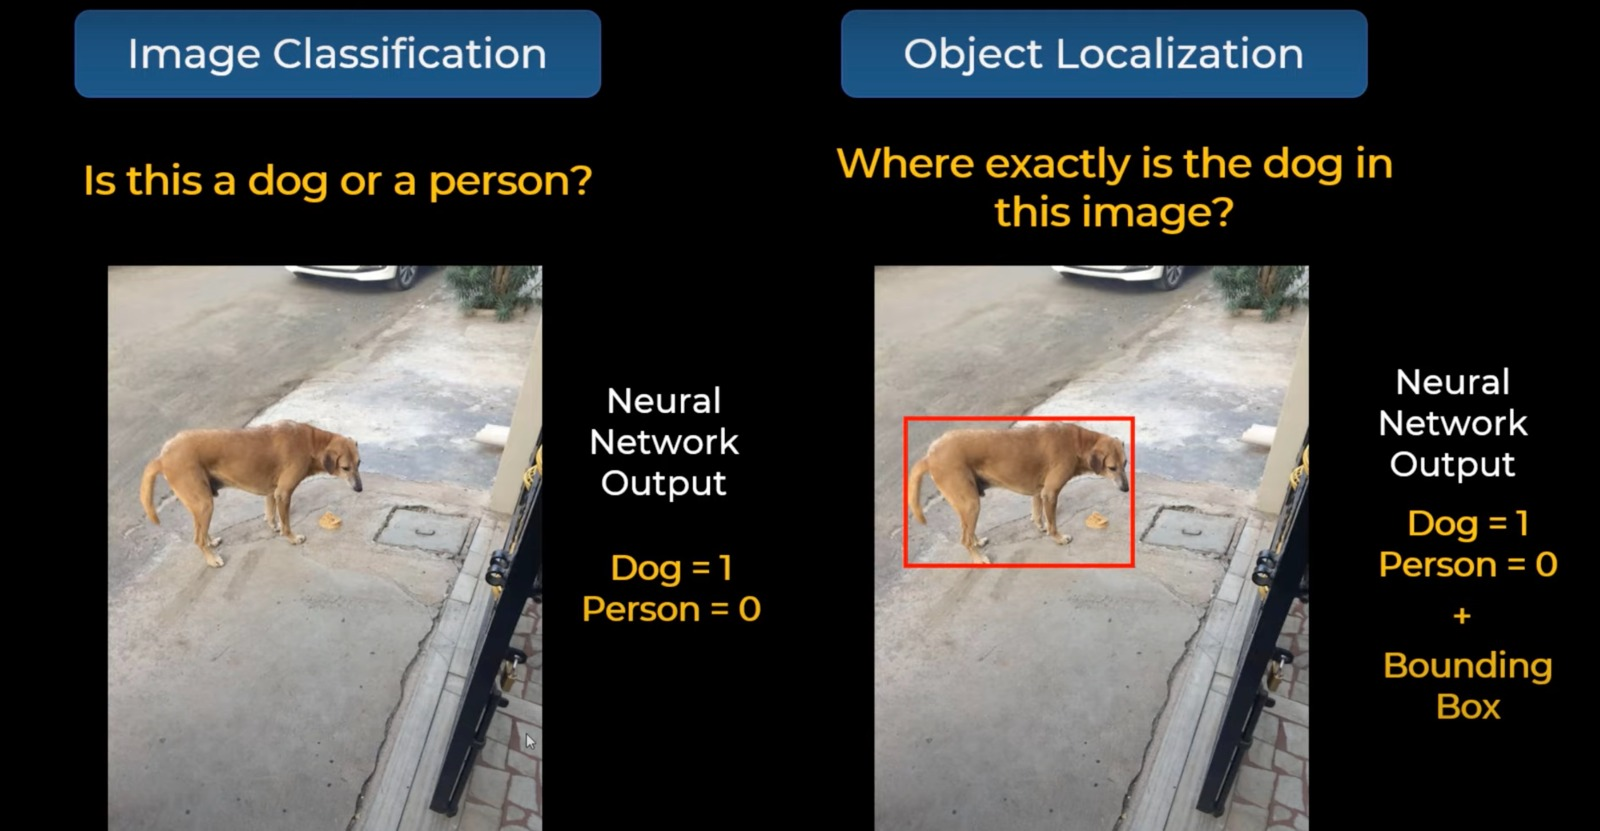 Image Classification
Is this a dog or a person?
Neural
Network
Output
Dog = 1
Person = 0
Object Localization
Where exactly is the dog in
this image?
Neural
Network
Output
Dog = 1
Person = 0
+
Bounding
Box